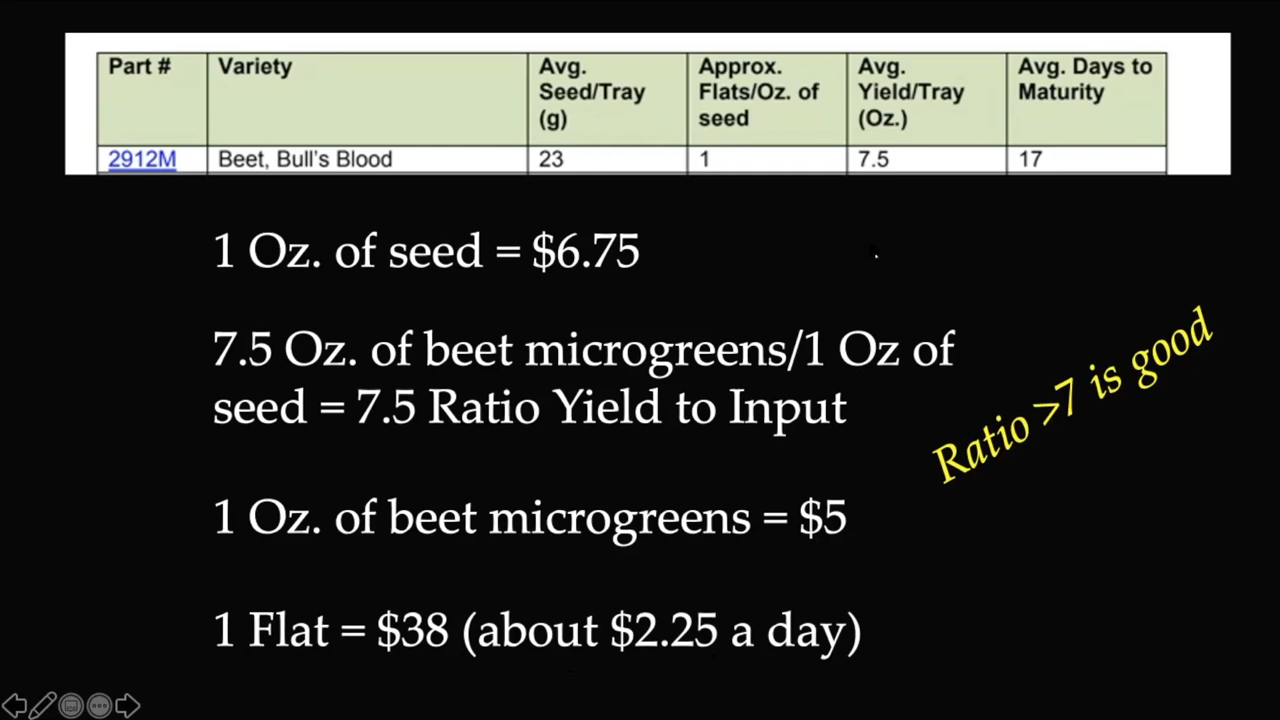 Part # Variety Avg. Seed/Tray (g) Approx. Flats/Oz. of seed Avg. Yield/Tray (Oz.) Avg. Days to Maturity
2912M Beet, Bull's Blood 23 1 7.5 17
1 Oz. of seed = $6.75
7.5 Oz. of beet microgreens/1 Oz of
seed = 7.5 Ratio Yield to Input
Ratio >7 is good
1 Oz. of beet microgreens = $5
1 Flat = $38 (about $2.25 a day)